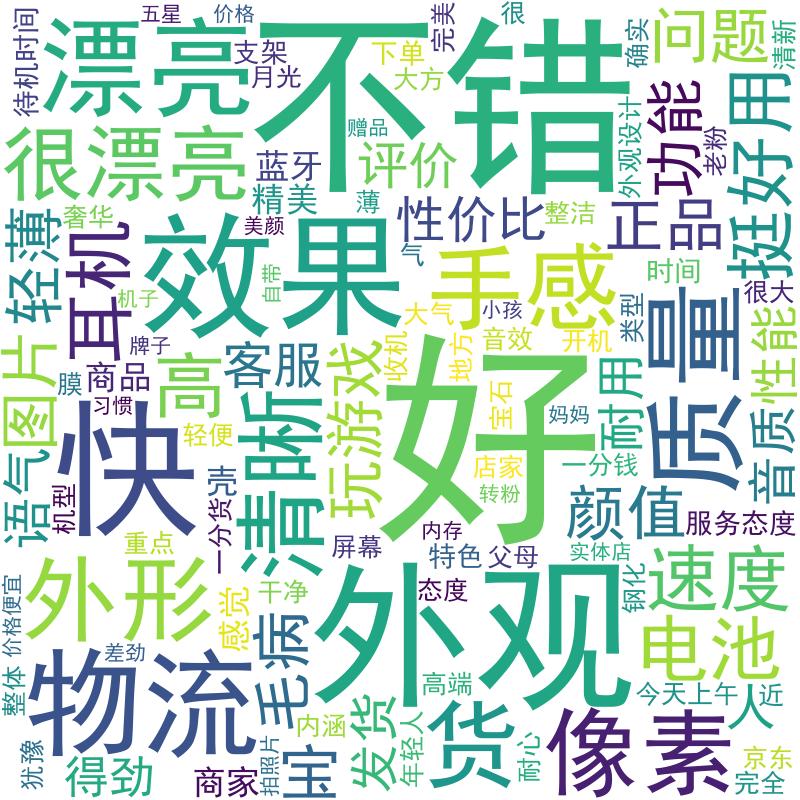 五星
价格
很
待机时间
漂亮
支架
月光
不错
下单
大方
完美
确实
问题
清新
很漂亮
蓝牙
精美
赠品
评价
薄
外观设计
功能
老粉
挺好用
轻薄
奢华
耳机
美颜
效果
自带
气
性价比
整洁
正品
手感
时间
类型
很大
机子
牌子
大气
小孩
音效
开机
质量
性能
图片
膜
商品
习惯
高
客服
玩游戏
收机
地方
宝石
好
妈妈
耐用
音质
快
轻便
清晰
店家
一分钱
转粉
语气
机型
一分货
壳
颜值
服务态度
重点
屏幕
内存
特色
父母
实体店
态度
钢化
速度
价格便宜
外形
感觉
干净
外观
电池
整体
差劲
物流
毛病
高端
今天上午
近
人
犹豫
得劲
商家
拍照片
宝
内涵
发货
年轻人
货
耐心
像素
京东
完全